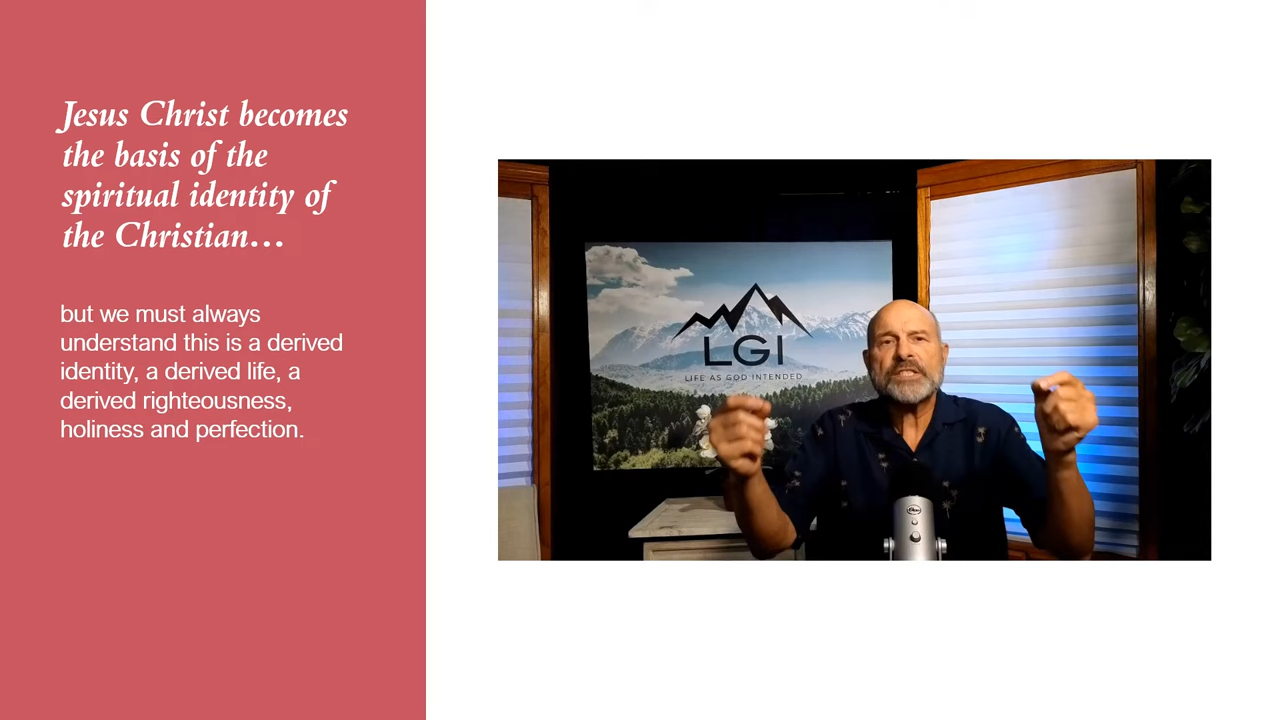 Jesus Christ becomes
the basis of the
spiritual identity of
the Christian...
but we must always
understand this is a derived
identity, a derived life, a
derived righteousness,
holiness and perfection.
LGI
LIFE AS GOD INTENDED
blue